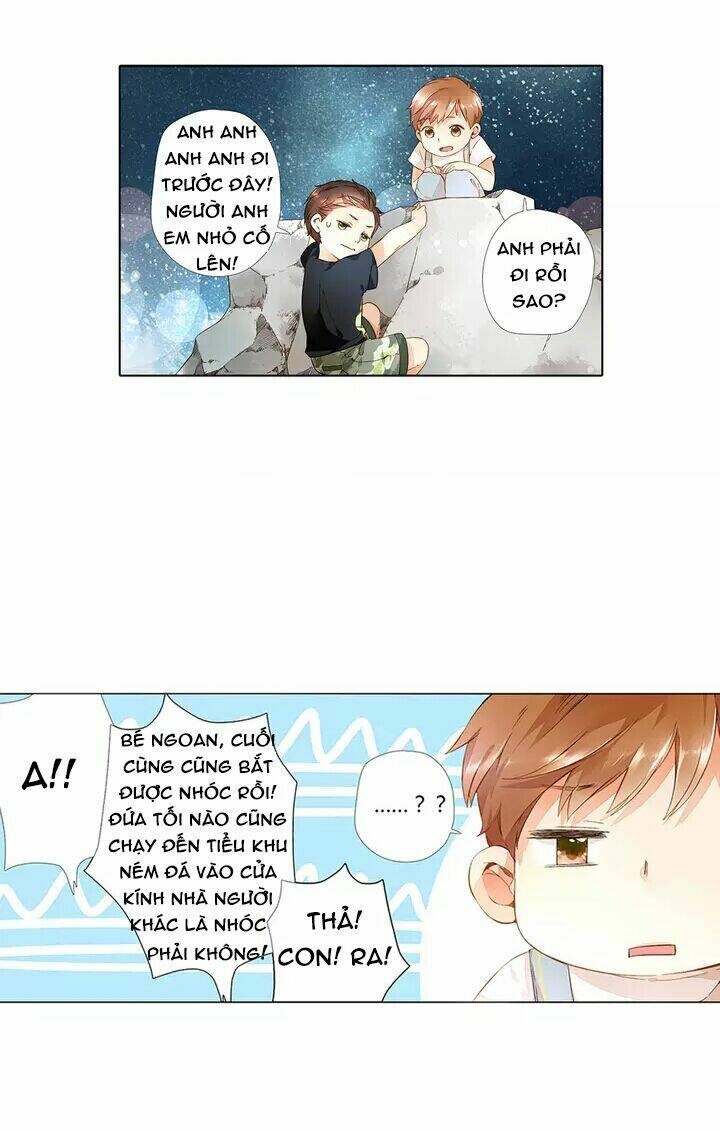 ANH ANH
ANH ANH ĐI
TRƯỚC ĐÂY!
NGƯỜI ANH
EM NHỎ CỐ
LÊN!
ANH PHẢI
ĐI RỒI
SAO?
A!!
BÉ NGOAN, CUỐI
CÙNG CŨNG BẮT
ĐƯỢC NHÓC RỒI!
ĐỨA TỐI NÀO CŨNG
CHẠY ĐẾN TIỂU KHU
NÉM ĐÁ VÀO CỬA
KÍNH NHÀ NGƯỜI
KHÁC LÀ NHÓC
PHẢI KHÔNG!
...... ? ?
THẢ!
CON! RA!